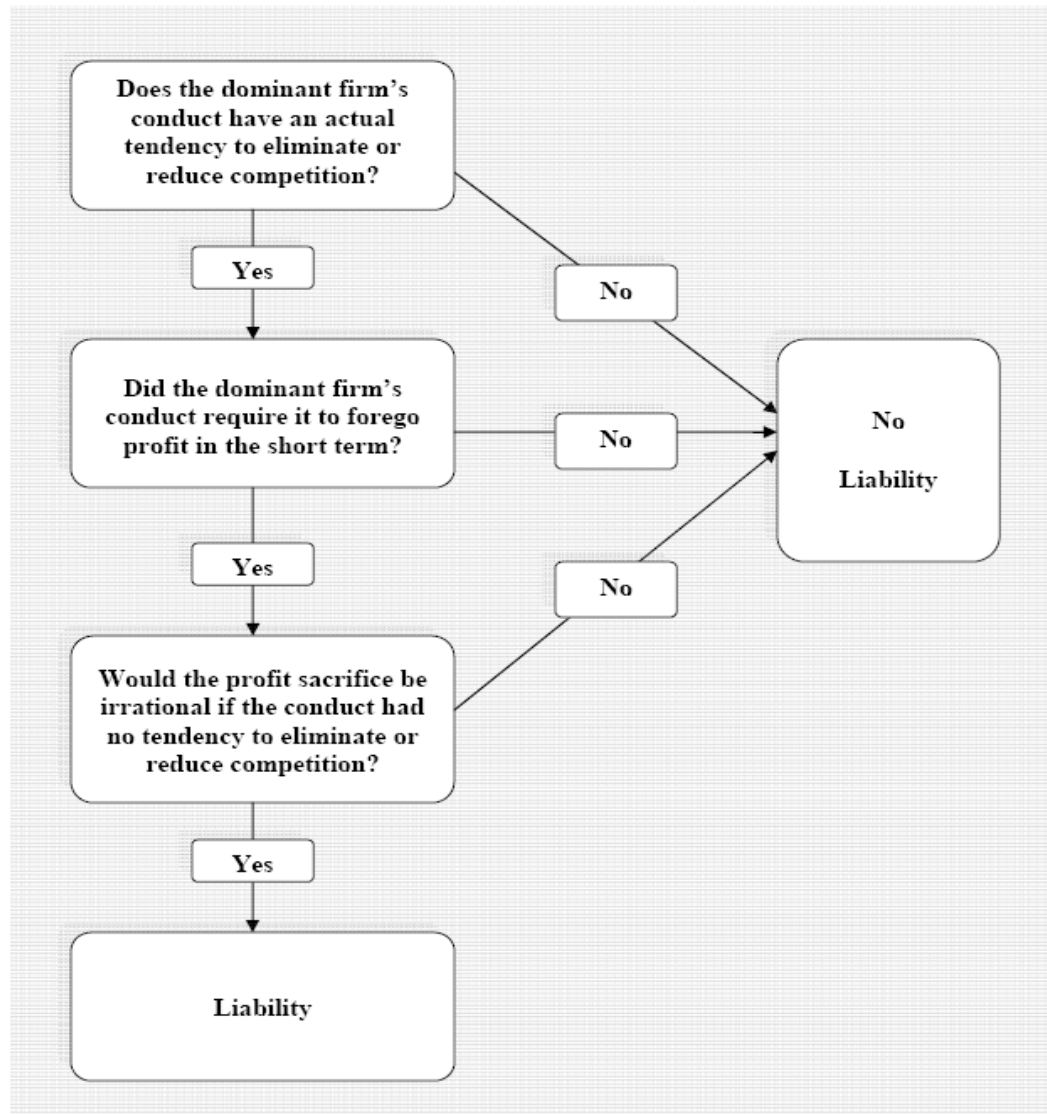 Does the dominant firm's
conduct have an actual
tendency to eliminate or
reduce competition?
Yes
No
Did the dominant firm's
conduct require it to forego
profit in the short term?
No
No
Liability
Yes
No
Would the profit sacrifice be
irrational if the conduct had
no tendency to eliminate or
reduce competition?
Yes
Liability